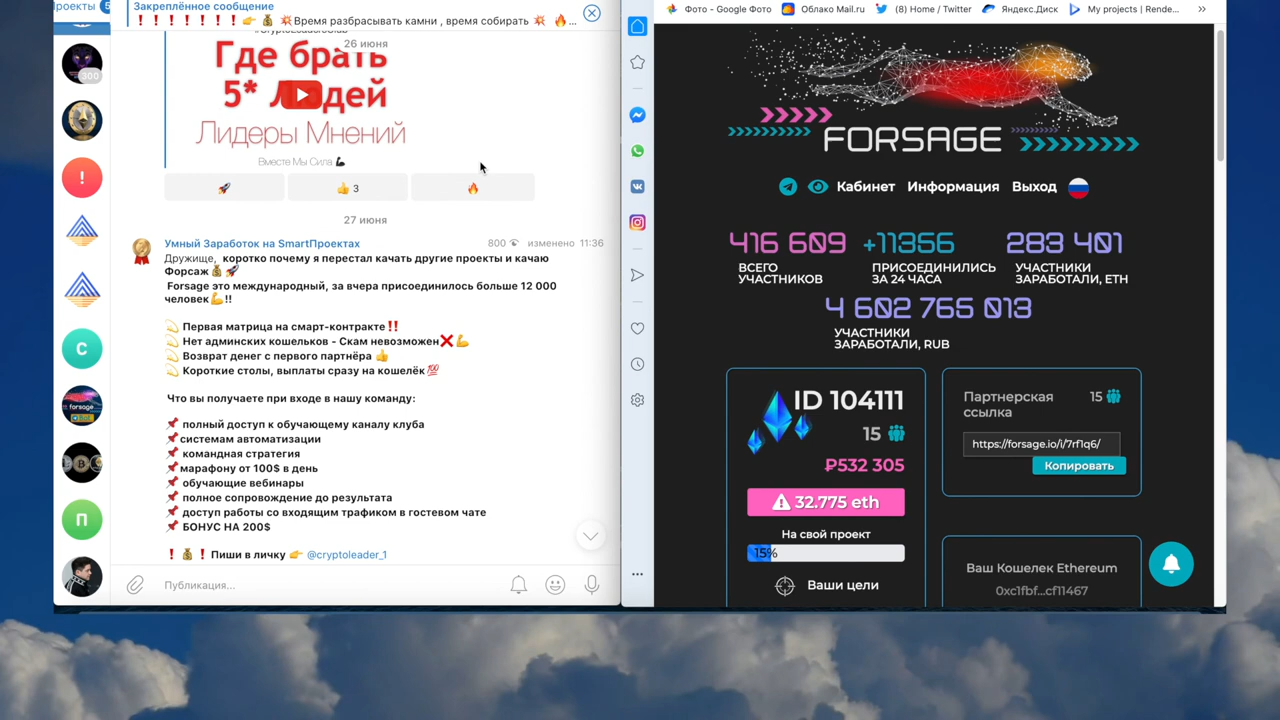 роекты 5
Закреплённое сообщение
❗❗❗❗❗❗❗👉💰 💥Время разбрасывать камни , время собирать 💥 🔥...
26 июня
Где брать
5* Людей
Лидеры Мнений
Вместе Мы Сила 💪
🚀 👍 3 🔥
27 июня
Умный Заработок на SmartПроектах 800 изменено 11:36
Дружище, коротко почему я перестал качать другие проекты и качаю
Форсаж💰🚀
Forsage это международный, за вчера присоединилось больше 12 000
человек💪!!
💫 Первая матрица на смарт-контракте‼️
💫 Нет админских кошельков - Скам невозможен❌💪
💫 Возврат денег с первого партнёра 👍
💫 Короткие столы, выплаты сразу на кошелёк💯
Что вы получаете при входе в нашу команду:
📌 полный доступ к обучающему каналу клуба
📌системам автоматизации
📌 командная стратегия
📌марафону от 100$ в день
📌 обучающие вебинары
📌 полное сопровождение до результата
📌 доступ работы со входящим трафиком в гостевом чате
📌 БОНУС НА 200$
❗💰❗Пиши в личку 👉 @cryptoleader_1
Публикация...
300
!
C
forsage
П
Фото - Google Фото Облако Mail.ru (8) Home / Twitter Яндекс.Диск My projects | Rende... »
FORSAGE
Кабинет Информация Выход
416 609 +11356 283 401
ВСЕГО УЧАСТНИКОВ
ПРИСОЕДИНИЛИСЬ ЗА 24 ЧАСА
УЧАСТНИКИ ЗАРАБОТАЛИ, ETH
4 602 765 013
УЧАСТНИКИ
ЗАРАБОТАЛИ, RUB
ID 104111
15
₽532 305
32.775 eth
На свой проект
15%
Ваши цели
Партнерская
ссылка
15
https://forsage.io/i/7rf1q6/
Копировать
Ваш Кошелек Ethereum
0xc1fbf...cf11467